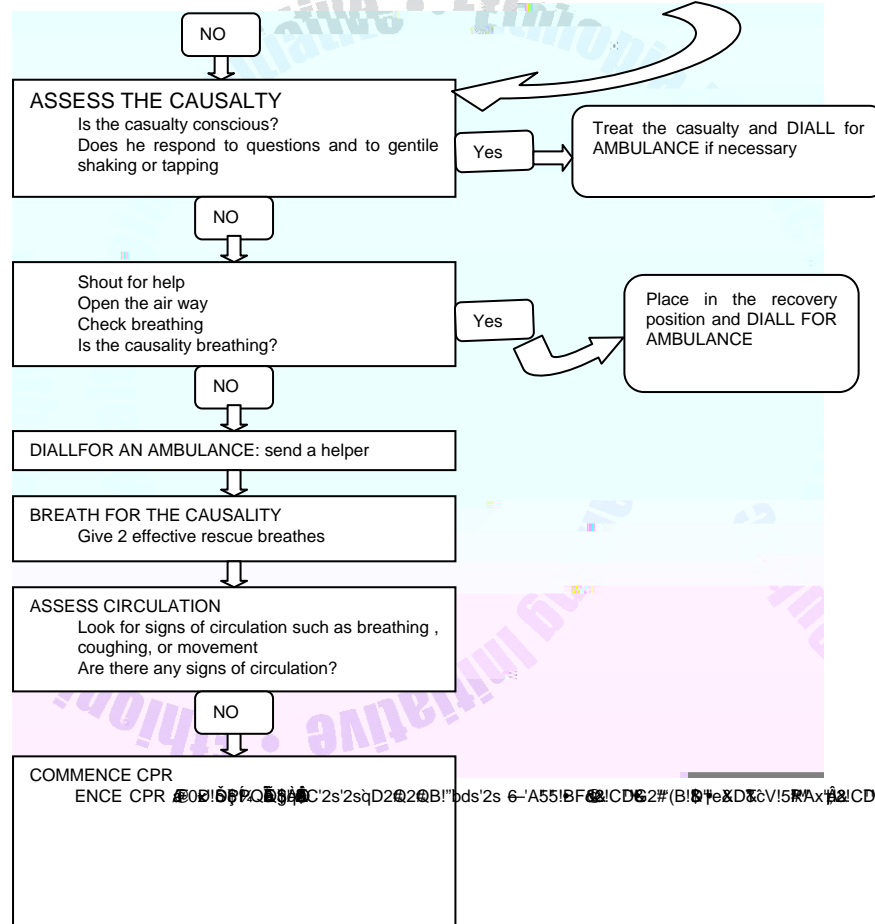 NO
ASSESS THE CAUSALTY
Is the casualty conscious?
Does he respond to questions and to gentile
shaking or tapping
Yes
Treat the casualty and DIALL for
AMBULANCE if necessary
NO
Shout for help
Open the air way
Check breathing
Is the causality breathing?
Yes
Place in the recovery
position and DIALL FOR
AMBULANCE
NO
DIALLFOR AN AMBULANCE: send a helper
BREATH FOR THE CAUSALITY
Give 2 effective rescue breathes
ASSESS CIRCULATION
Look for signs of circulation such as breathing ,
coughing, or movement
Are there any signs of circulation?
NO
COMMENCE CPR
ENCE CPR